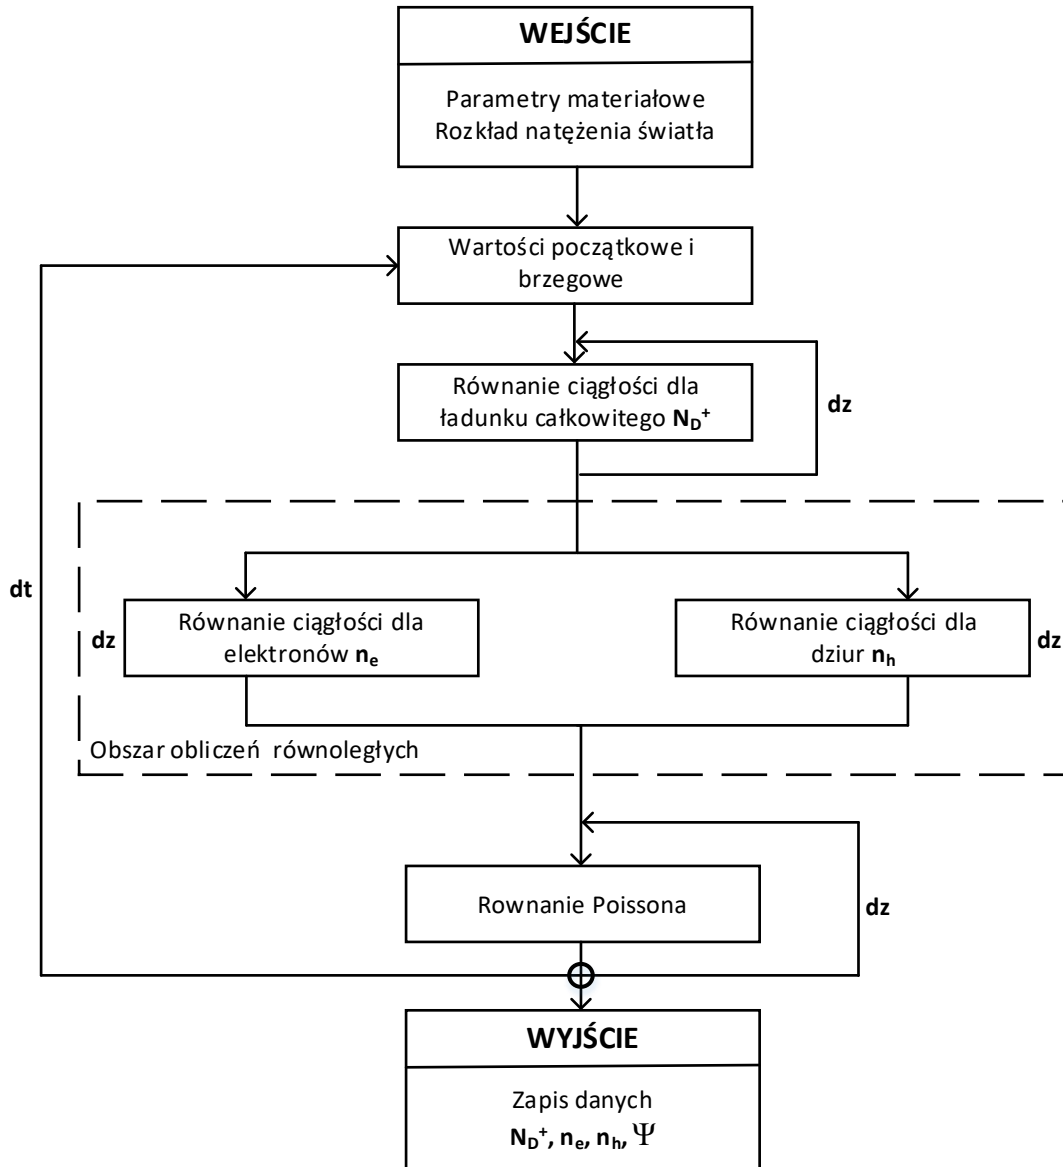 WEJŚCIE
Parametry materiałowe
Rozkład natężenia światła
Wartości początkowe i
brzegowe
Równanie ciągłości dla
ładunku całkowitego N_D^+
dz
dt
dz
Równanie ciągłości dla
elektronów n_e
Równanie ciągłości dla
dziur n_h
dz
Obszar obliczeń równoległych
Rownanie Poissona
dz
WYJŚCIE
Zapis danych
N_D^+, n_e, n_h, Ψ